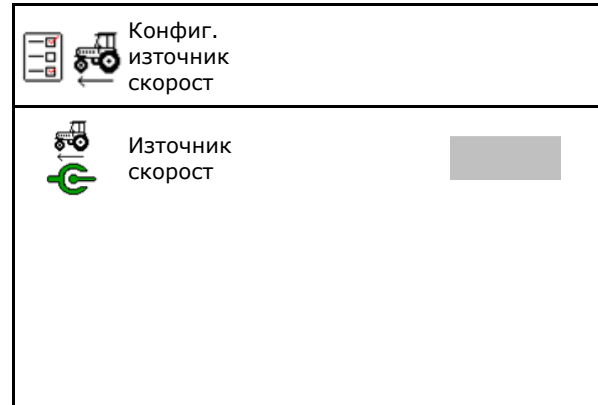 Конфиг.
източник
скорост
Източник
скорост